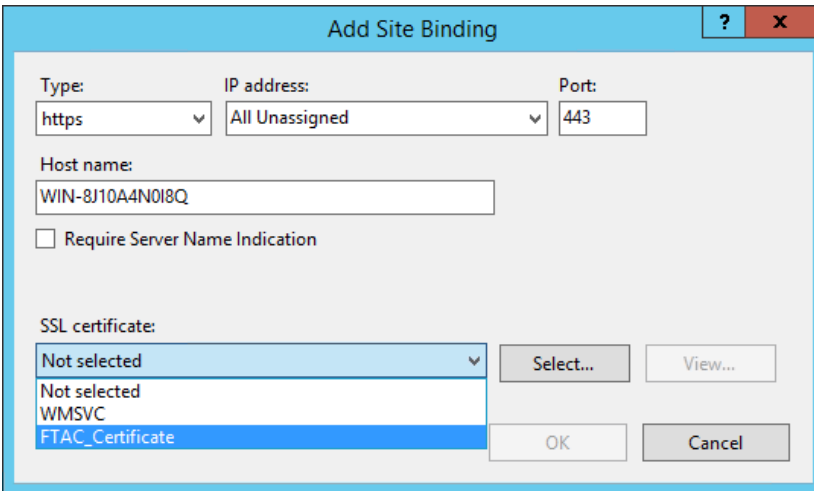 Add Site Binding
? x
Type: IP address: Port:
https All Unassigned 443
Host name:
WIN-8J10A4N0I8Q
Require Server Name Indication
SSL certificate:
Not selected Select... View...
Not selected
WMSVC
FTAC_Certificate
OK Cancel